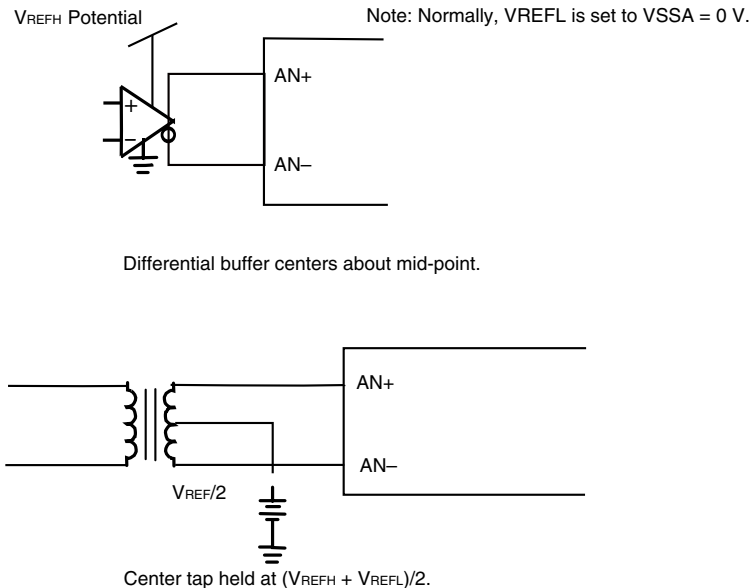 VREFH Potential
Note: Normally, VREFL is set to VSSA = 0 V.
AN+
+
−
AN–
Differential buffer centers about mid-point.
AN+
AN–
VREF/2
Center tap held at (VREFH + VREFL)/2.